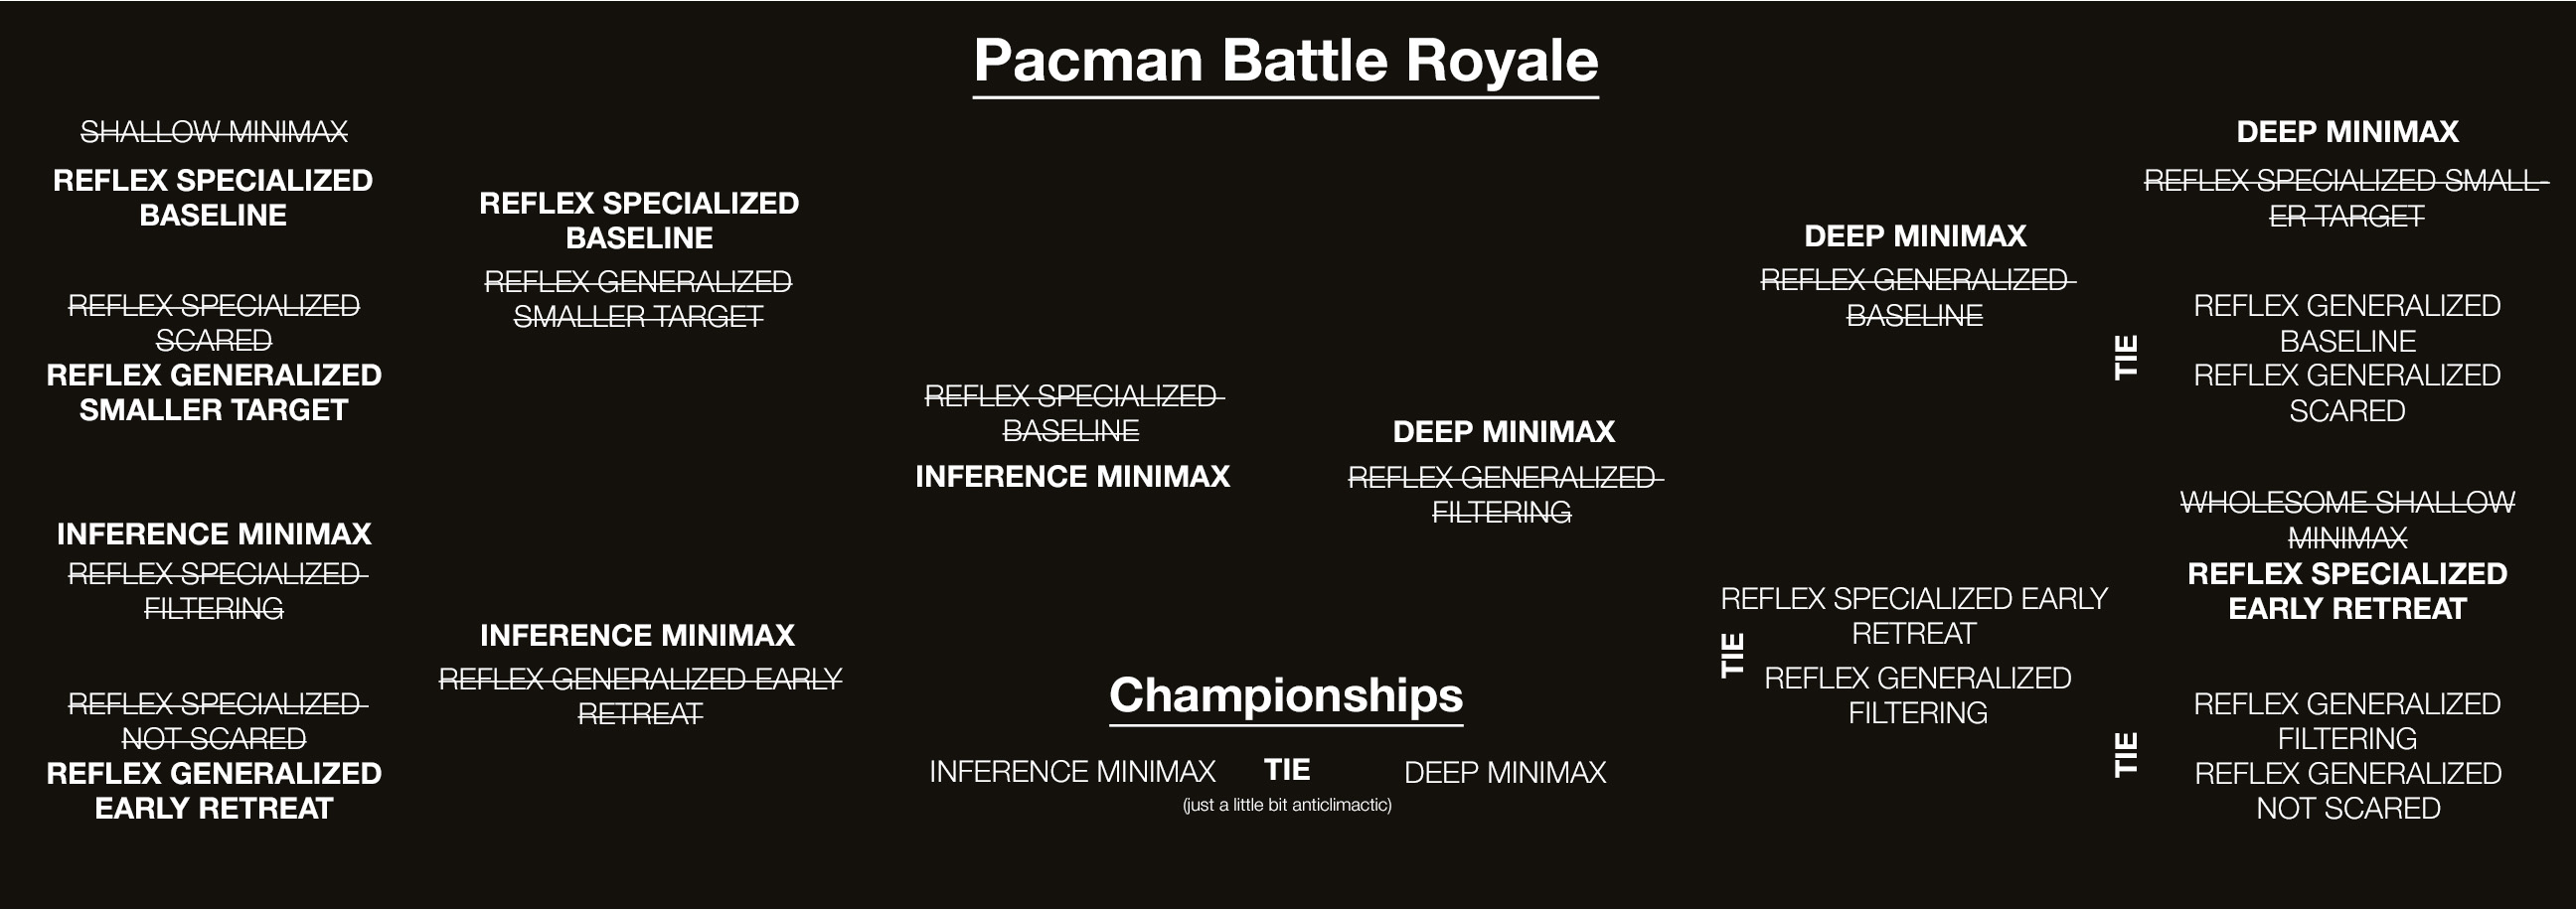 Pacman Battle Royale
SHALLOW MINIMAX
REFLEX SPECIALIZED
BASELINE
REFLEX SPECIALIZED
SCARED
REFLEX GENERALIZED
SMALLER TARGET
INFERENCE MINIMAX
REFLEX SPECIALIZED
FILTERING
REFLEX SPECIALIZED
NOT SCARED
REFLEX GENERALIZED
EARLY RETREAT
REFLEX SPECIALIZED
BASELINE
REFLEX GENERALIZED
SMALLER TARGET
INFERENCE MINIMAX
REFLEX GENERALIZED EARLY
RETREAT
REFLEX SPECIALIZED
BASELINE
INFERENCE MINIMAX
DEEP MINIMAX
REFLEX GENERALIZED
FILTERING
Championships
INFERENCE MINIMAX TIE DEEP MINIMAX
(just a little bit anticlimactic)
DEEP MINIMAX
REFLEX GENERALIZED
BASELINE
REFLEX SPECIALIZED EARLY
RETREAT
TIE
REFLEX GENERALIZED
FILTERING
DEEP MINIMAX
REFLEX SPECIALIZED SMALL-
ER TARGET
REFLEX GENERALIZED
BASELINE
TIE
REFLEX GENERALIZED
SCARED
WHOLESOME SHALLOW
MINIMAX
REFLEX SPECIALIZED
EARLY RETREAT
REFLEX GENERALIZED
FILTERING
TIE
REFLEX GENERALIZED
NOT SCARED